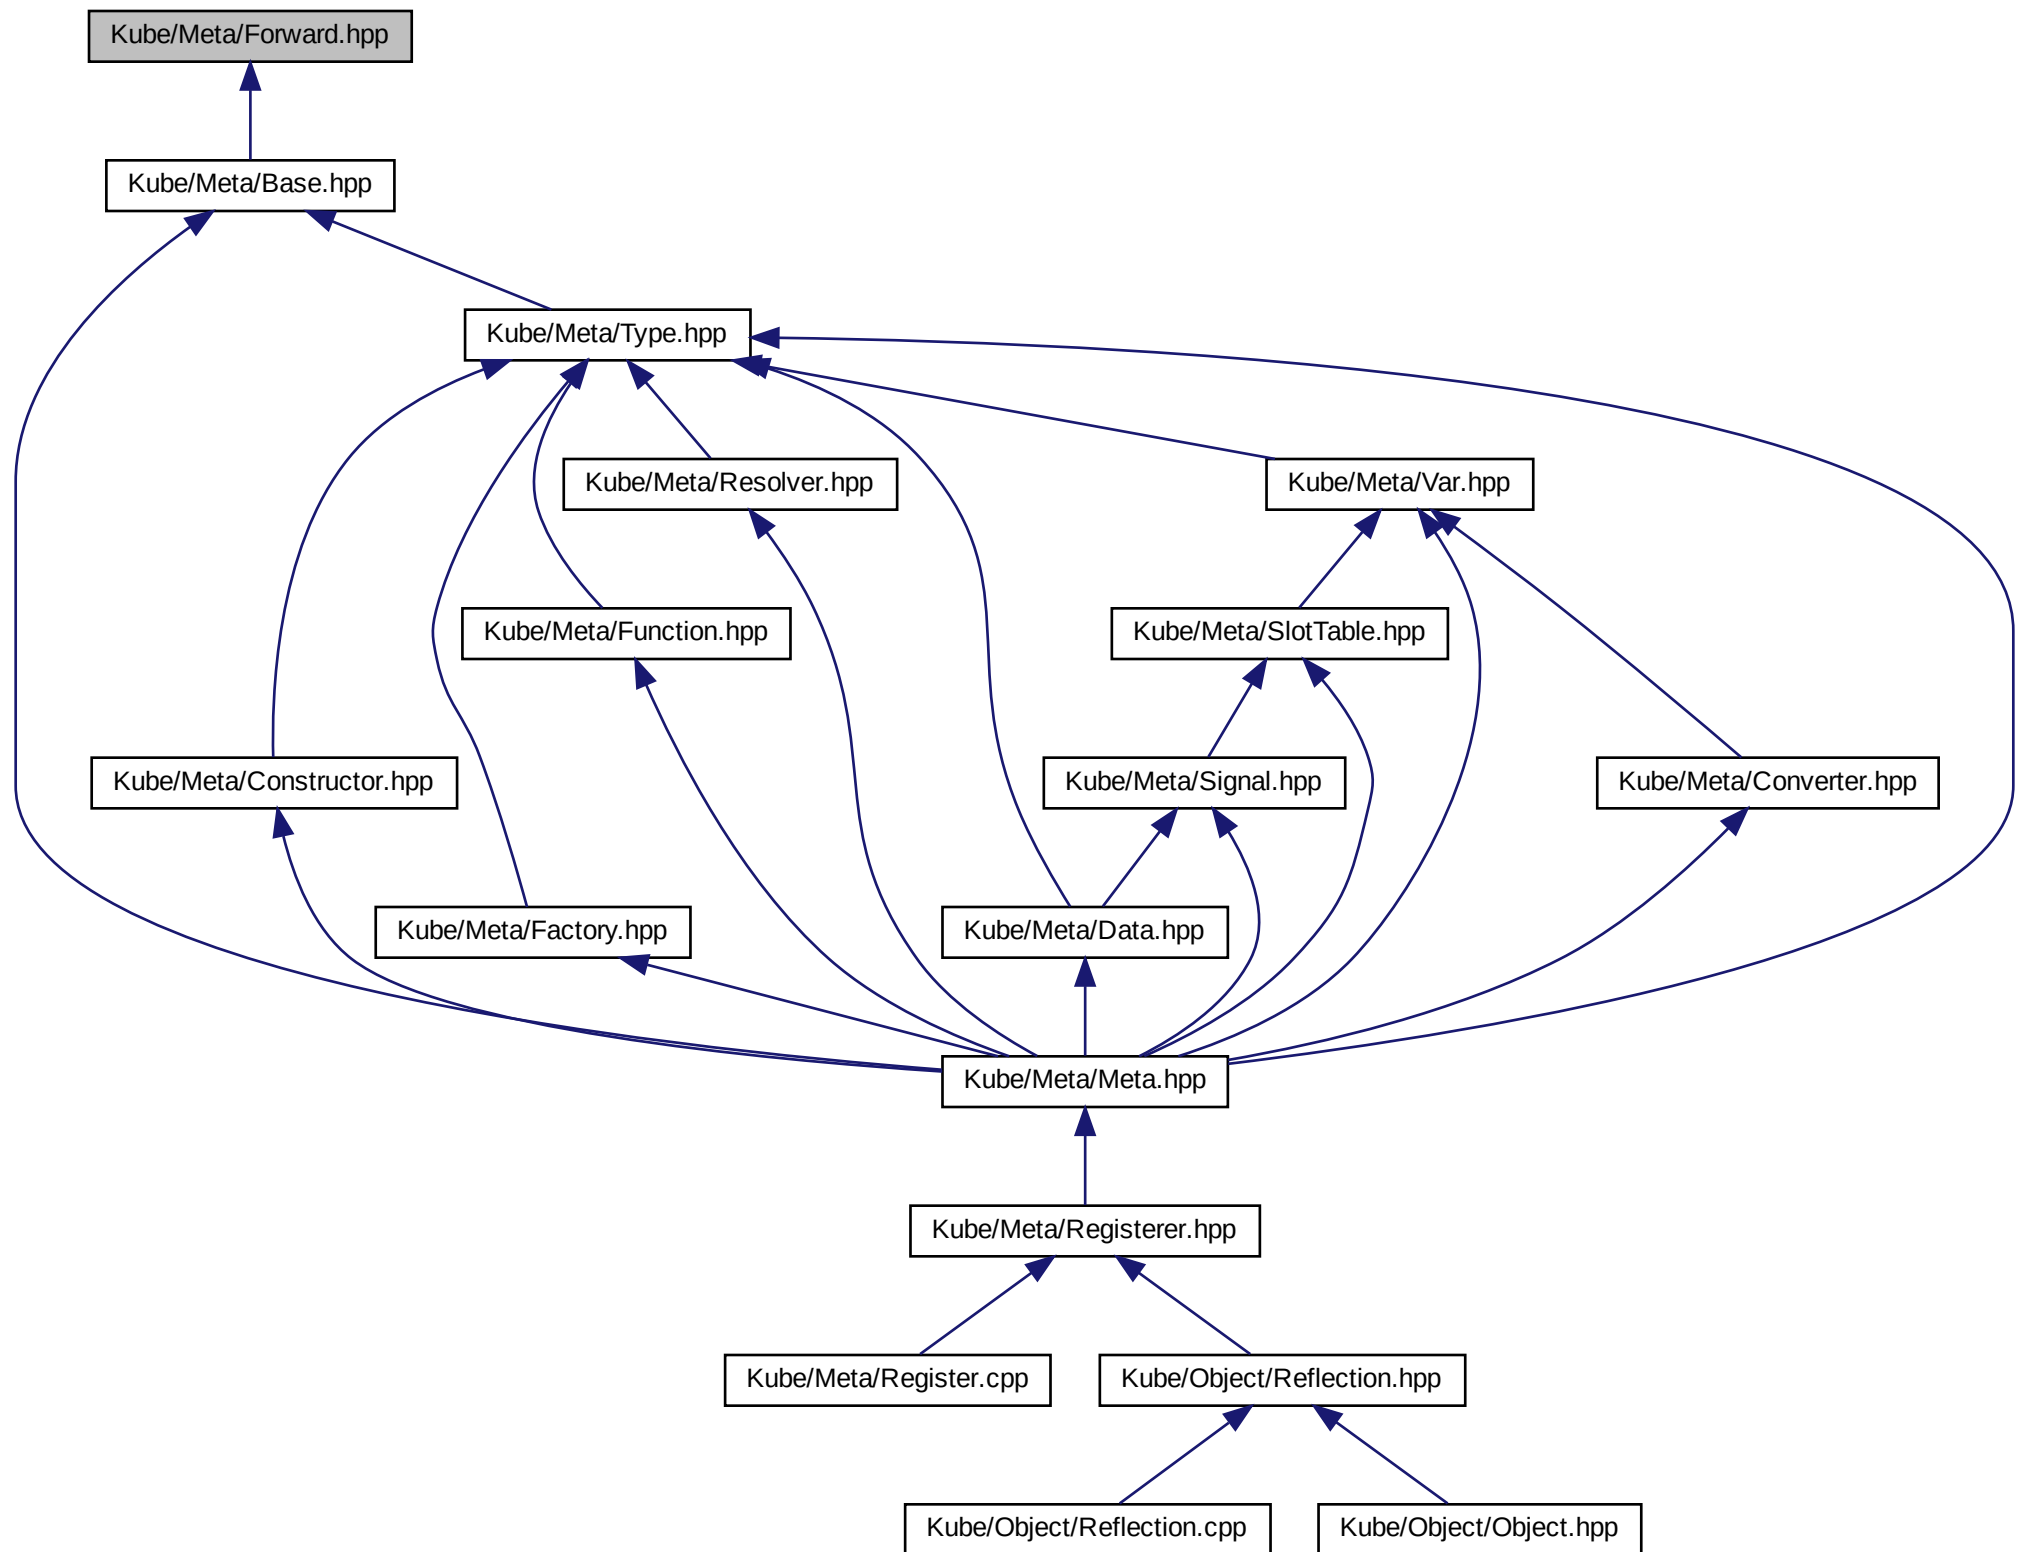 Kube/Meta/Forward.hpp
Kube/Meta/Base.hpp
Kube/Meta/Type.hpp
Kube/Meta/Resolver.hpp
Kube/Meta/Var.hpp
Kube/Meta/Function.hpp
Kube/Meta/SlotTable.hpp
Kube/Meta/Constructor.hpp
Kube/Meta/Signal.hpp
Kube/Meta/Converter.hpp
Kube/Meta/Factory.hpp
Kube/Meta/Data.hpp
Kube/Meta/Meta.hpp
Kube/Meta/Registerer.hpp
Kube/Meta/Register.cpp
Kube/Object/Reflection.hpp
Kube/Object/Reflection.cpp
Kube/Object/Object.hpp